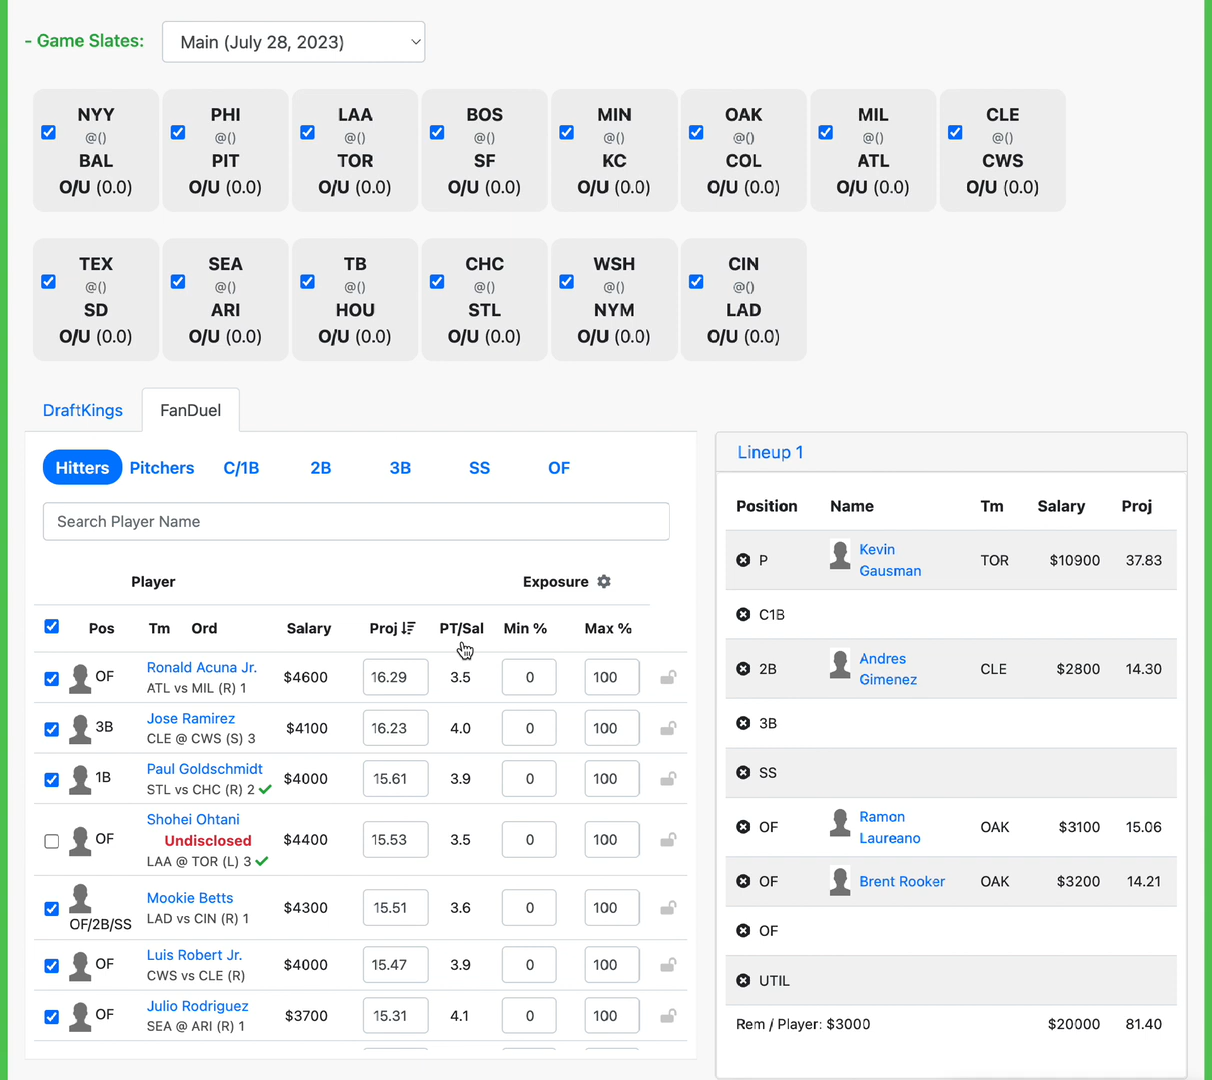 - Game Slates: Main (July 28, 2023)
NYY PHI LAA BOS MIN OAK MIL CLE
@() @() @() @() @() @() @() @()
BAL PIT TOR SF KC COL ATL CWS
O/U (0.0) O/U (0.0) O/U (0.0) O/U (0.0) O/U (0.0) O/U (0.0) O/U (0.0) O/U (0.0)
TEX SEA TB CHC WSH CIN
@() @() @() @() @() @()
SD ARI HOU STL NYM LAD
O/U (0.0) O/U (0.0) O/U (0.0) O/U (0.0) O/U (0.0) O/U (0.0)
DraftKings FanDuel
Hitters Pitchers C/1B 2B 3B SS OF
Search Player Name
Player Exposure
Pos Tm Ord Salary Proj PT/Sal Min % Max %
OF Ronald Acuna Jr. $4600 16.29 3.5 0 100
ATL vs MIL (R) 1
3B Jose Ramirez $4100 16.23 4.0 0 100
CLE @ CWS (S) 3
1B Paul Goldschmidt $4000 15.61 3.9 0 100
STL vs CHC (R) 2
OF Shohei Ohtani $4400 15.53 3.5 0 100
Undisclosed
LAA @ TOR (L) 3
OF/2B/SS Mookie Betts $4300 15.51 3.6 0 100
LAD vs CIN (R) 1
OF Luis Robert Jr. $4000 15.47 3.9 0 100
CWS vs CLE (R)
OF Julio Rodriguez $3700 15.31 4.1 0 100
SEA @ ARI (R) 1
Lineup 1
Position Name Tm Salary Proj
P Kevin Gausman TOR $10900 37.83
C1B
2B Andres Gimenez CLE $2800 14.30
3B
SS
OF Ramon Laureano OAK $3100 15.06
OF Brent Rooker OAK $3200 14.21
OF
UTIL
Rem / Player: $3000 $20000 81.40